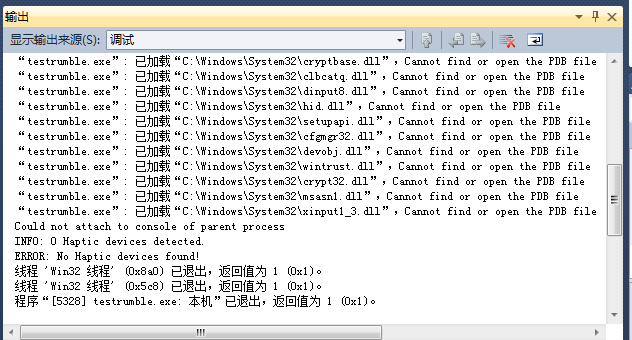 输出
显示输出来源(S): 调试
“testrumble.exe”: 已加载“C:\Windows\System32\cryptbase.dll”，Cannot find or open the PDB file
“testrumble.exe”: 已加载“C:\Windows\System32\clbcatq.dll”，Cannot find or open the PDB file
“testrumble.exe”: 已加载“C:\Windows\System32\dinput8.dll”，Cannot find or open the PDB file
“testrumble.exe”: 已加载“C:\Windows\System32\hid.dll”，Cannot find or open the PDB file
“testrumble.exe”: 已加载“C:\Windows\System32\setupapi.dll”，Cannot find or open the PDB file
“testrumble.exe”: 已加载“C:\Windows\System32\cfgmgr32.dll”，Cannot find or open the PDB file
“testrumble.exe”: 已加载“C:\Windows\System32\devobj.dll”，Cannot find or open the PDB file
“testrumble.exe”: 已加载“C:\Windows\System32\wintrust.dll”，Cannot find or open the PDB file
“testrumble.exe”: 已加载“C:\Windows\System32\crypt32.dll”，Cannot find or open the PDB file
“testrumble.exe”: 已加载“C:\Windows\System32\msasn1.dll”，Cannot find or open the PDB file
“testrumble.exe”: 已加载“C:\Windows\System32\xinput1_3.dll”，Cannot find or open the PDB file
Could not attach to console of parent process
INFO: 0 Haptic devices detected.
ERROR: No Haptic devices found!
线程 'Win32 线程' (0x8a0) 已退出，返回值为 1 (0x1)。
线程 'Win32 线程' (0x5c8) 已退出，返回值为 1 (0x1)。
程序“[5328] testrumble.exe: 本机”已退出，返回值为 1 (0x1)。